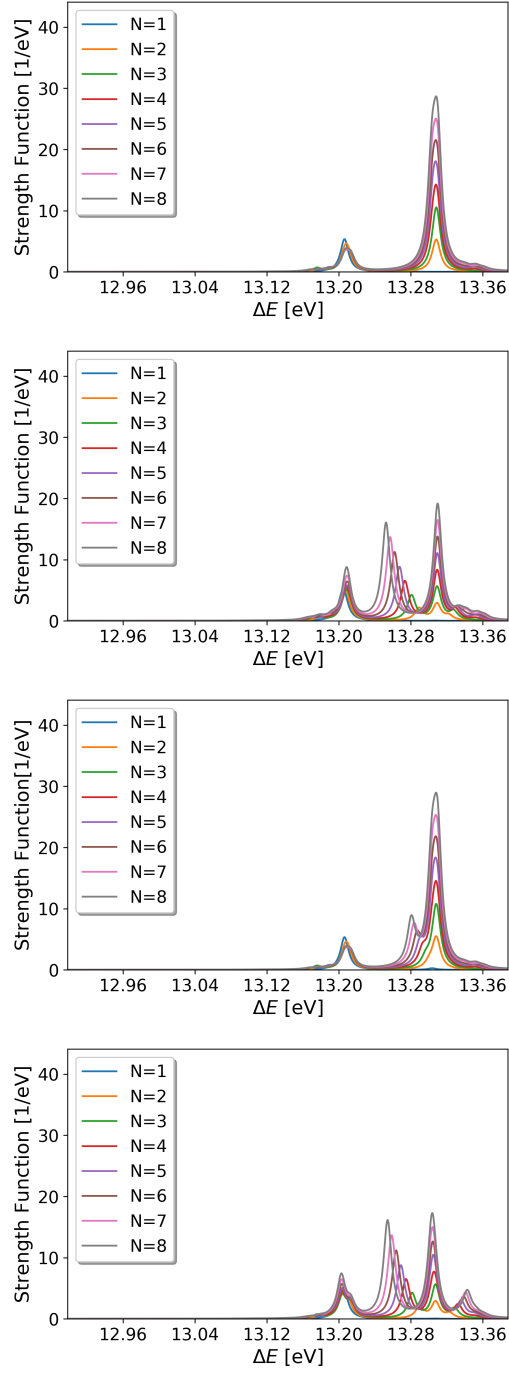 Strength Function [1/eV]
40
30
20
10
0
N=1
N=2
N=3
N=4
N=5
N=6
N=7
N=8
12.96 13.04 13.12 13.20 13.28 13.36
ΔE [eV]
Strength Function [1/eV]
40
30
20
10
0
N=1
N=2
N=3
N=4
N=5
N=6
N=7
N=8
12.96 13.04 13.12 13.20 13.28 13.36
ΔE [eV]
Strength Function[1/eV]
40
30
20
10
0
N=1
N=2
N=3
N=4
N=5
N=6
N=7
N=8
12.96 13.04 13.12 13.20 13.28 13.36
ΔE [eV]
Strength Function [1/eV]
40
30
20
10
0
N=1
N=2
N=3
N=4
N=5
N=6
N=7
N=8
12.96 13.04 13.12 13.20 13.28 13.36
ΔE [eV]